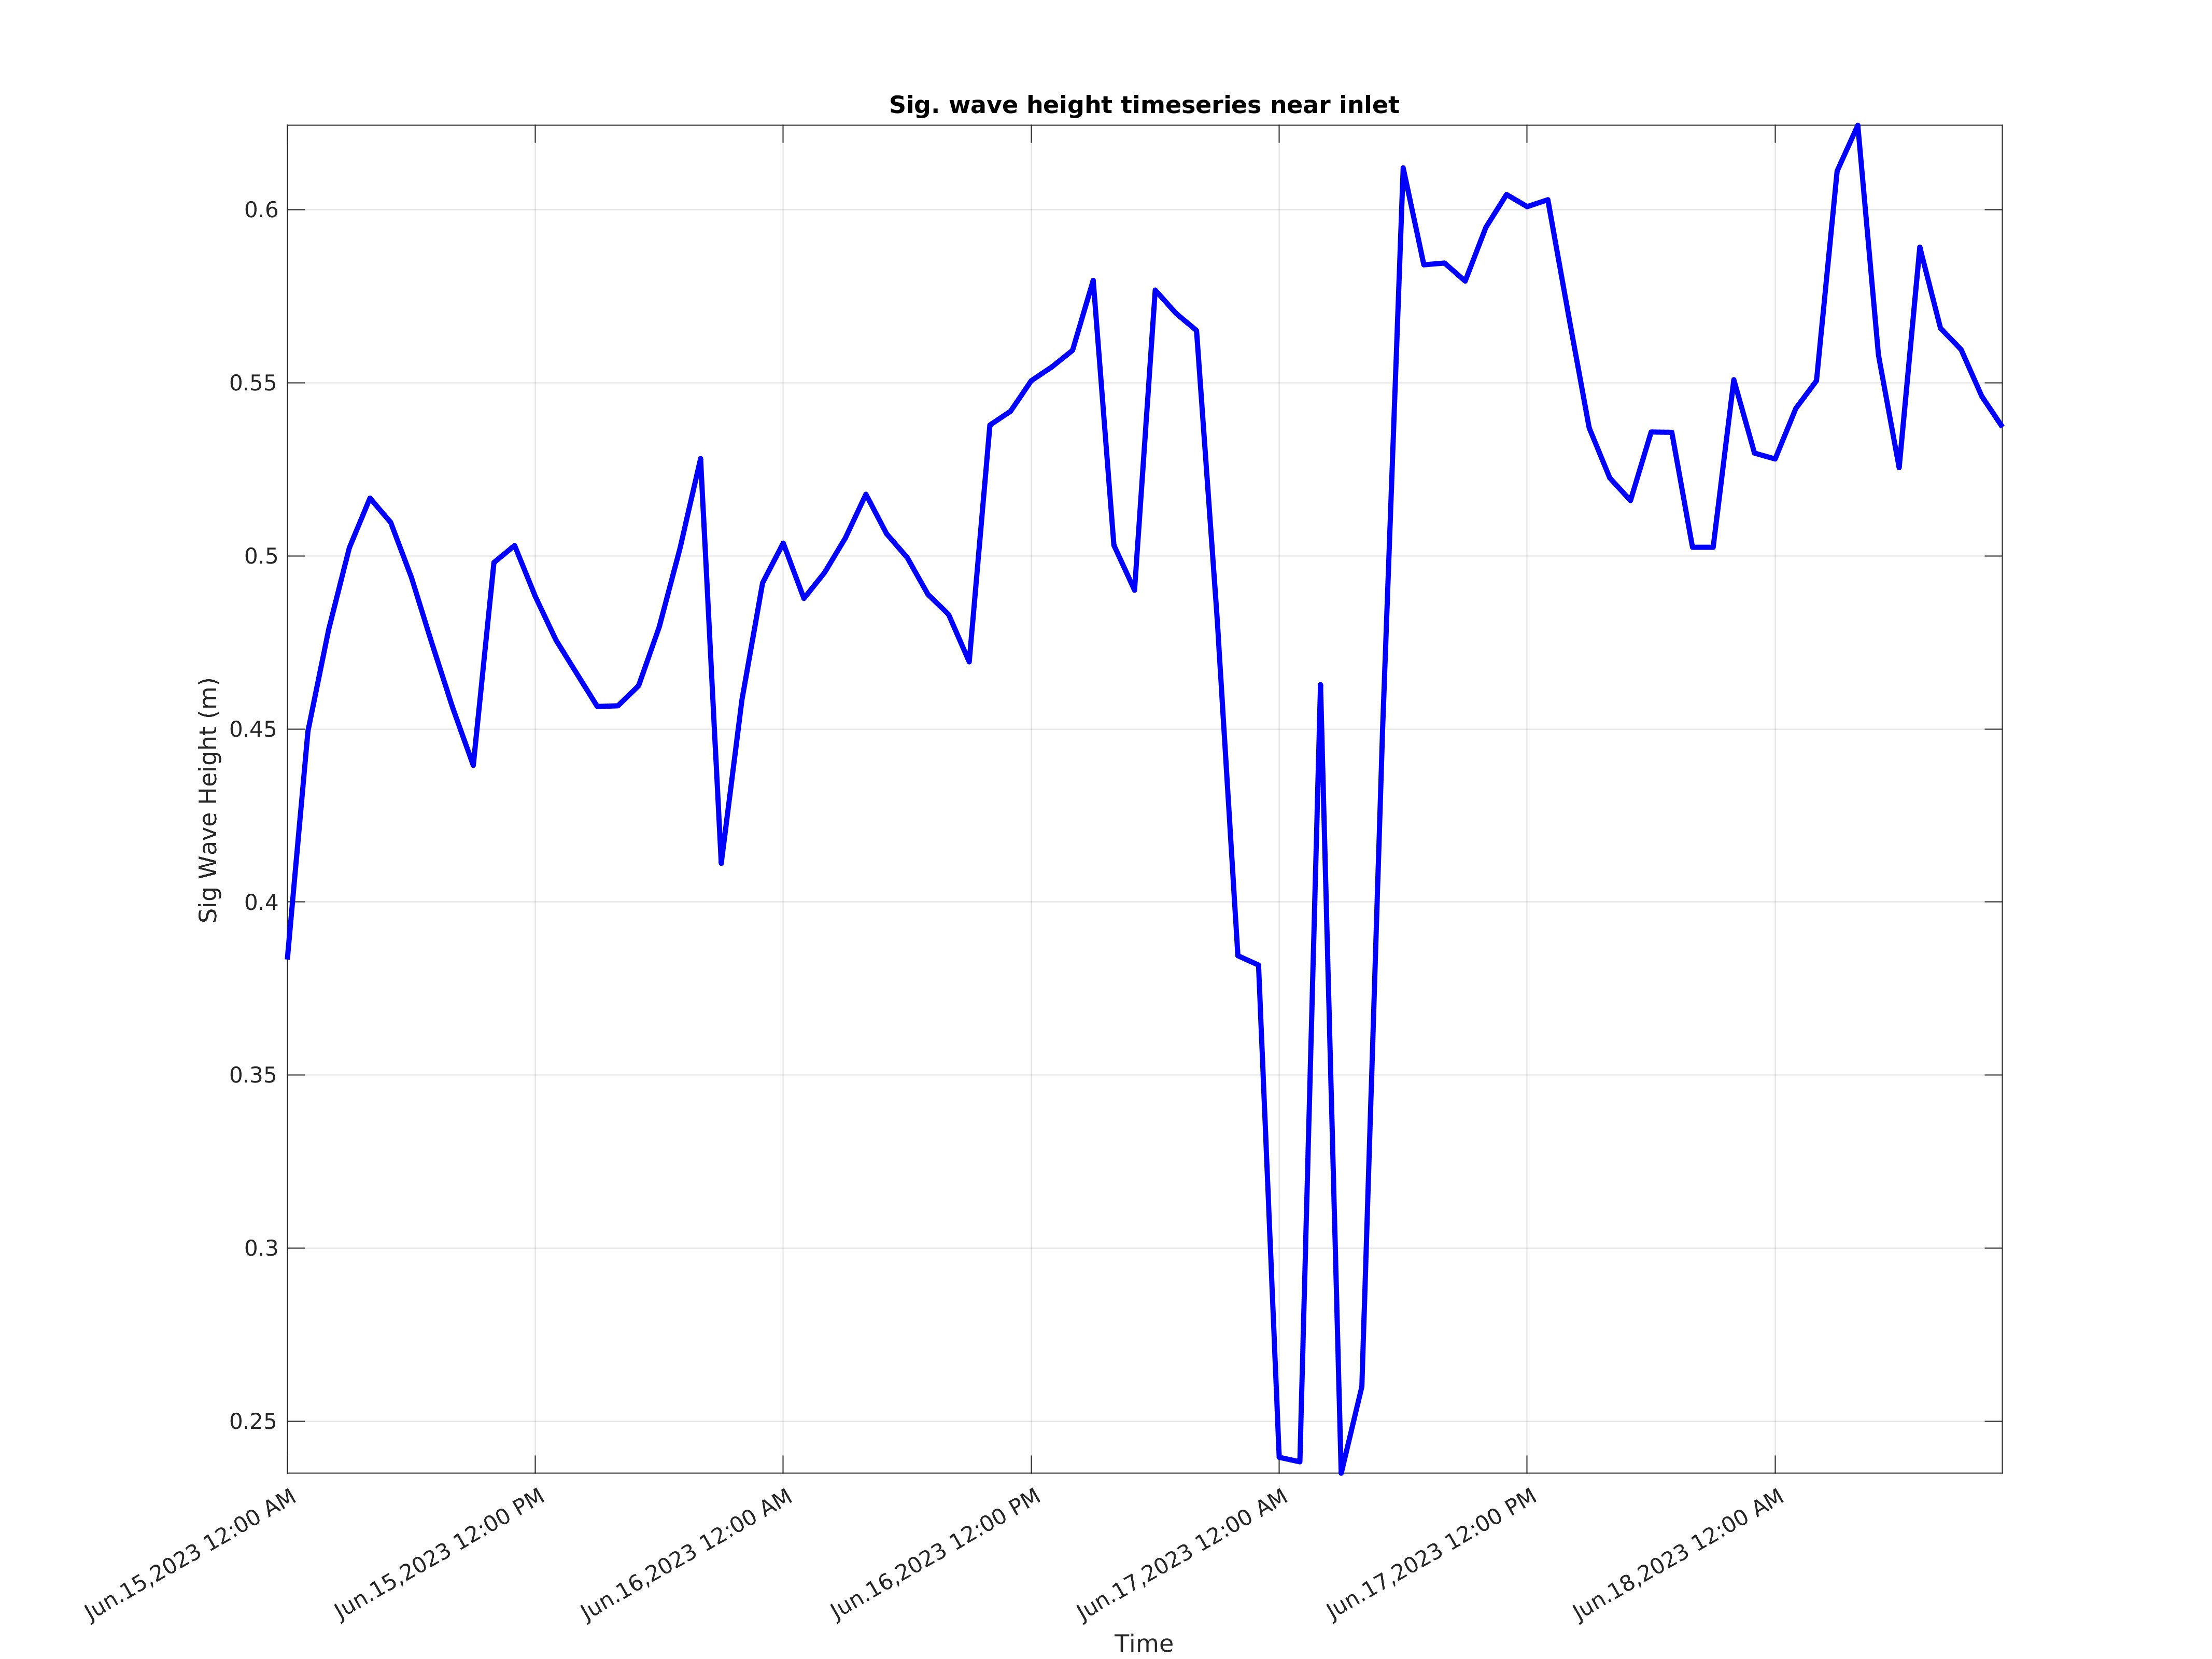 Sig. wave height timeseries near inlet
Sig Wave Height (m)
0.6
0.55
0.5
0.45
0.4
0.35
0.3
0.25
Jun.15,2023 12:00 AM
Jun.15,2023 12:00 PM
Jun.16,2023 12:00 AM
Jun.16,2023 12:00 PM
Jun.17,2023 12:00 AM
Jun.17,2023 12:00 PM
Jun.18,2023 12:00 AM
Time